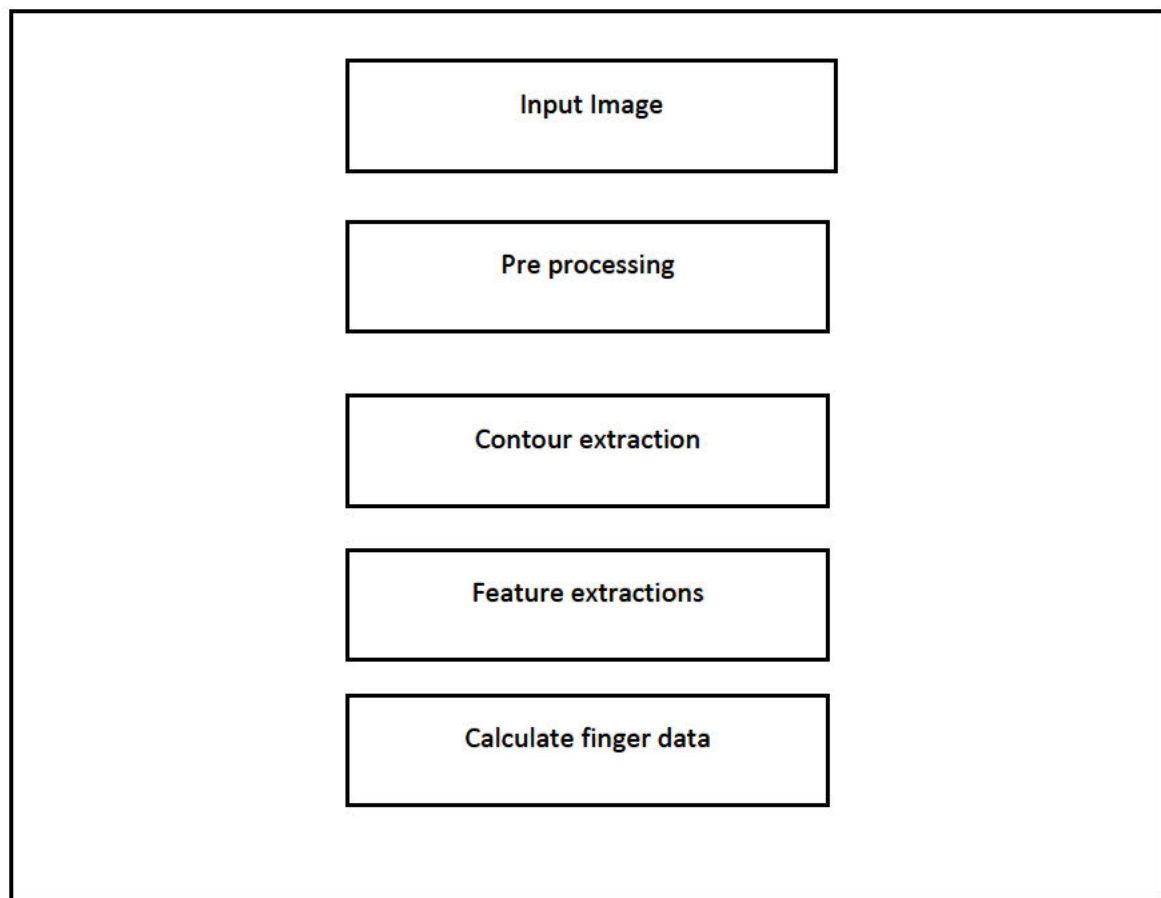 Input Image
Pre processing
Contour extraction
Feature extractions
Calculate finger data